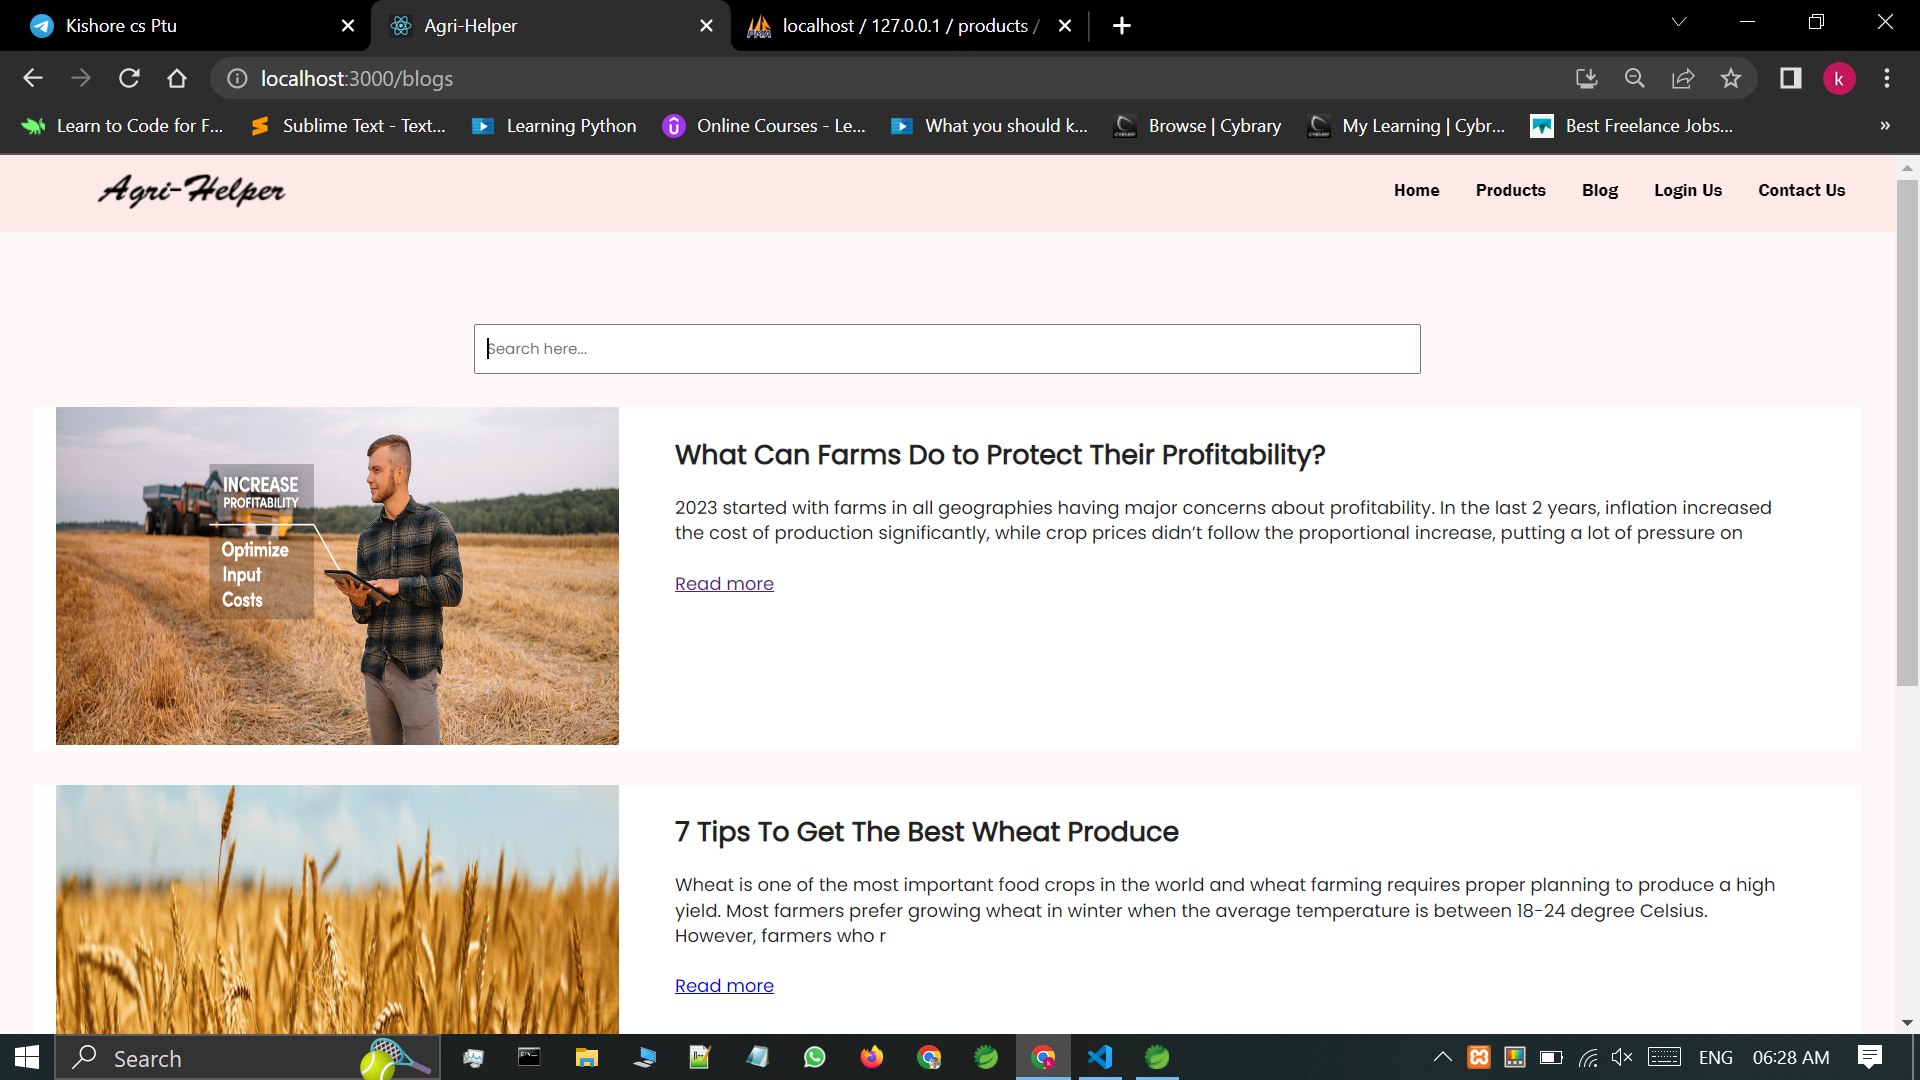 Kishore cs Ptu
Agri-Helper
localhost / 127.0.0.1 / products /
localhost:3000/blogs
k
Learn to Code for F...
Sublime Text - Text...
Learning Python
Online Courses - Le...
What you should k...
Browse | Cybrary
My Learning | Cybr...
Best Freelance Jobs...
»
Agri-Helper
Home
Products
Blog
Login Us
Contact Us
Search here...
INCREASE
PROFITABILITY
Optimize
Input
Costs
What Can Farms Do to Protect Their Profitability?
2023 started with farms in all geographies having major concerns about profitability. In the last 2 years, inflation increased
the cost of production significantly, while crop prices didn’t follow the proportional increase, putting a lot of pressure on
Read more
7 Tips To Get The Best Wheat Produce
Wheat is one of the most important food crops in the world and wheat farming requires proper planning to produce a high
yield. Most farmers prefer growing wheat in winter when the average temperature is between 18-24 degree Celsius.
However, farmers who r
Read more
Search
ENG
06:28 AM